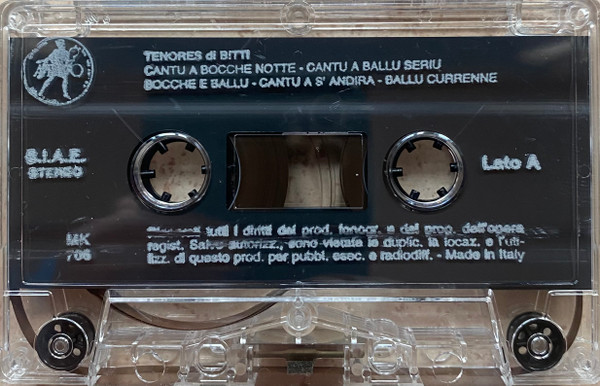 TENORES di BITTI
CANTU A BOCCHE NOTTE - CANTU A BALLU SERIU
BOCCHE E BALLU - CANTU A S' ANDIRA - BALLU CURRENNE
S.I.A.E.
STEREO
Lato A
MK
706
tutti i diritti del prod. fonogr. e del prop. dell'opera
regist. Salvo autorizz., sono vietate le duplic. la locaz. e l'uti-
lizz. di questo prod. per pubbl. esec. e radiodiff. - Made in Italy